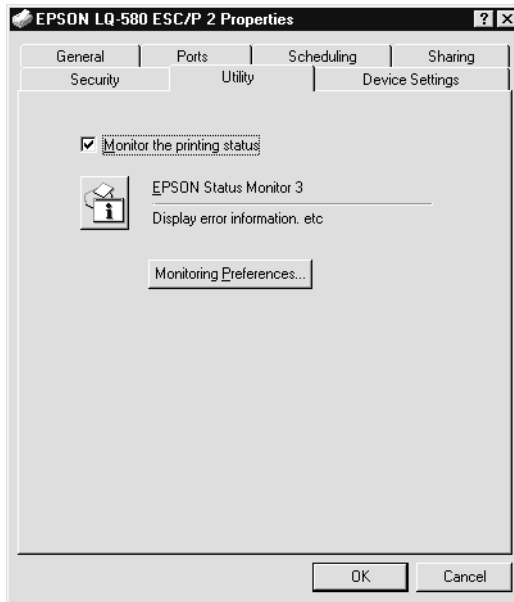 EPSON LQ-580 ESC/P 2 Properties
General Ports Scheduling Sharing
Security Utility Device Settings
Monitor the printing status
EPSON Status Monitor 3
Display error information. etc
Monitoring Preferences...
OK Cancel